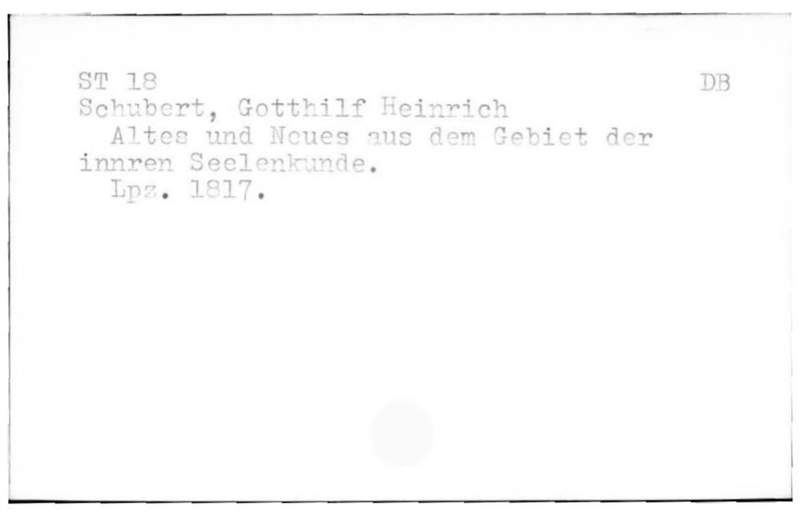 ST 18 DB
Schubert, Gotthilf Heinrich
Altes und Neues aus dem Gebiet der
innren Seelenkunde.
Lpz. 1817.